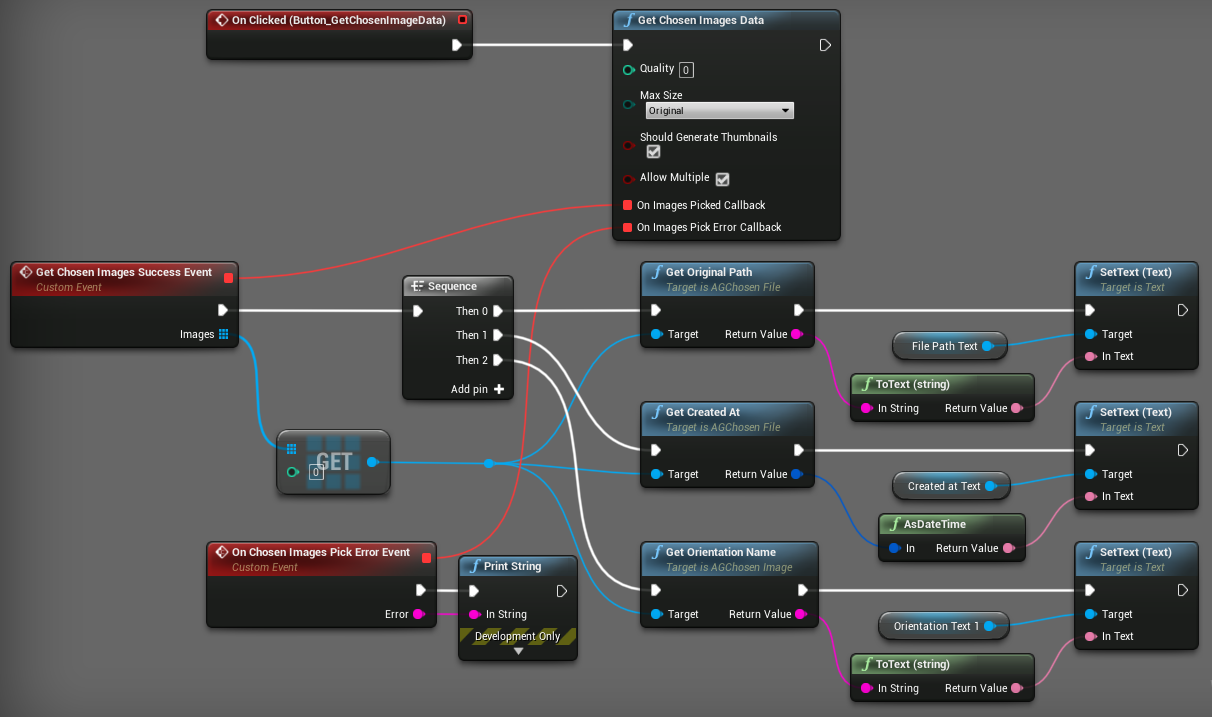 On Clicked (Button_GetChosenImageData)
Get Chosen Images Data
Quality 0
Max Size
Original
Should Generate Thumbnails
Allow Multiple
On Images Picked Callback
On Images Pick Error Callback
Get Chosen Images Success Event
Custom Event
Images
Sequence
Then 0
Then 1
Then 2
Add pin
GET
0
Get Original Path
Target is AGChosen File
Target Return Value
File Path Text
ToText (string)
In String Return Value
SetText (Text)
Target is Text
Target
In Text
Get Created At
Target is AGChosen File
Target Return Value
Created at Text
AsDateTime
In Return Value
SetText (Text)
Target is Text
Target
In Text
On Chosen Images Pick Error Event
Custom Event
Error
Print String
In String
Development Only
Get Orientation Name
Target is AGChosen Image
Target Return Value
Orientation Text 1
ToText (string)
In String Return Value
SetText (Text)
Target is Text
Target
In Text